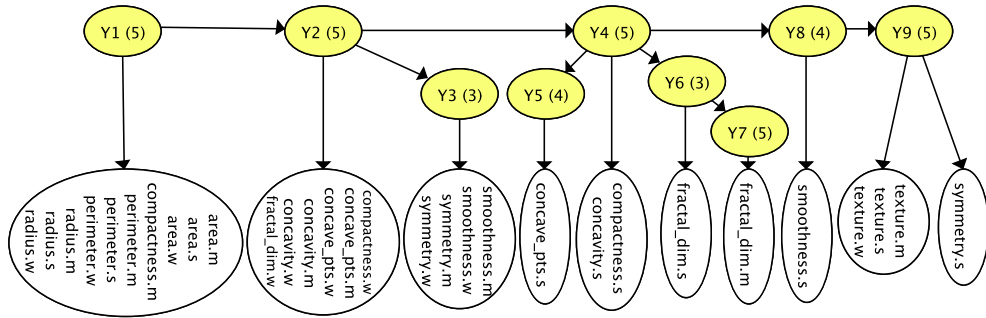 Y1 (5)
Y2 (5)
Y4 (5)
Y8 (4)
Y9 (5)
Y3 (3)
Y5 (4)
Y6 (3)
Y7 (5)
area.m
area.s
area.w
compactness.m
perimeter.m
perimeter.s
perimeter.w
radius.m
radius.s
radius.w
compactness.w
concave_pts.m
concave_pts.w
concavity.m
concavity.w
fractal_dim.w
smoothness.m
smoothness.w
symmetry.m
symmetry.w
concave_pts.s
compactness.s
concavity.s
fractal_dim.s
fractal_dim.m
smoothness.s
texture.m
texture.s
texture.w
symmetry.s